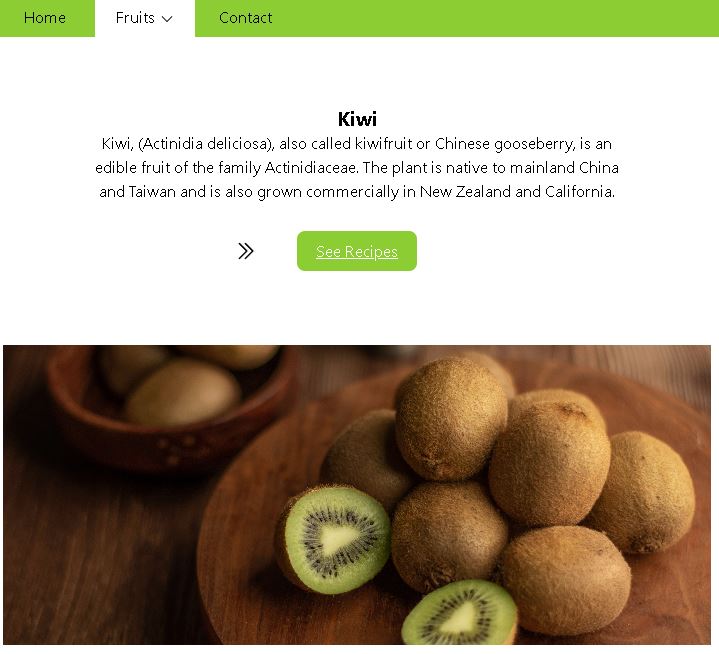 Home Fruits Contact
Kiwi
Kiwi, (Actinidia deliciosa), also called kiwifruit or Chinese gooseberry, is an
edible fruit of the family Actinidiaceae. The plant is native to mainland China
and Taiwan and is also grown commercially in New Zealand and California.
See Recipes